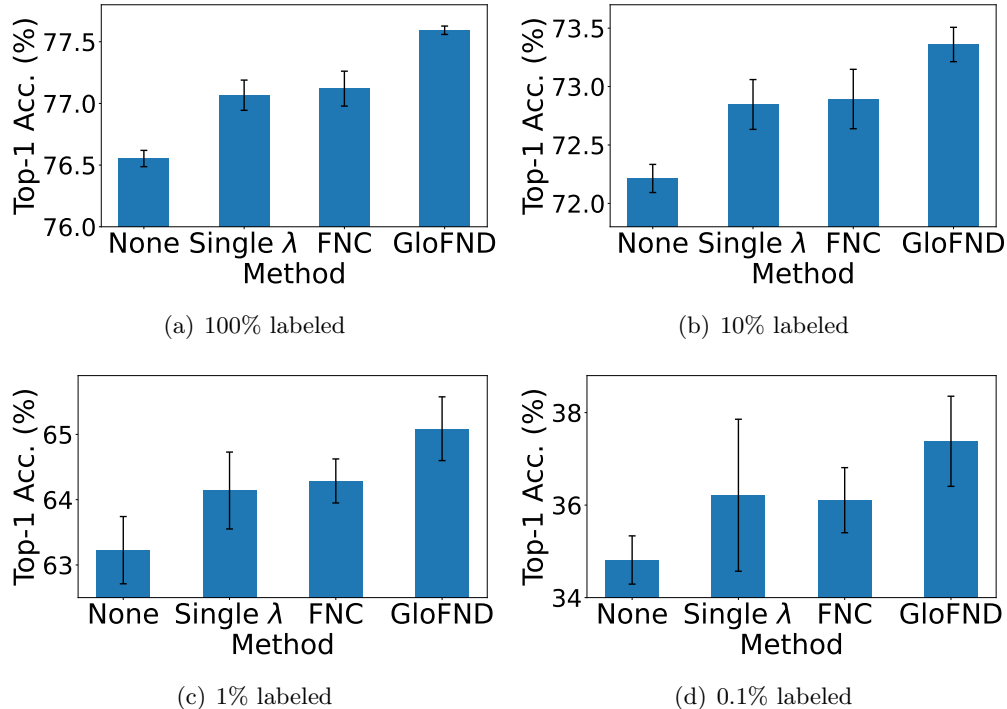 Top-1 Acc. (%)
77.5
77.0
76.5
76.0
None Single λ FNC GloFND
Method
(a) 100% labeled
Top-1 Acc. (%)
73.5
73.0
72.5
72.0
None Single λ FNC GloFND
Method
(b) 10% labeled
Top-1 Acc. (%)
65
64
63
None Single λ FNC GloFND
Method
(c) 1% labeled
Top-1 Acc. (%)
38
36
34
None Single λ FNC GloFND
Method
(d) 0.1% labeled